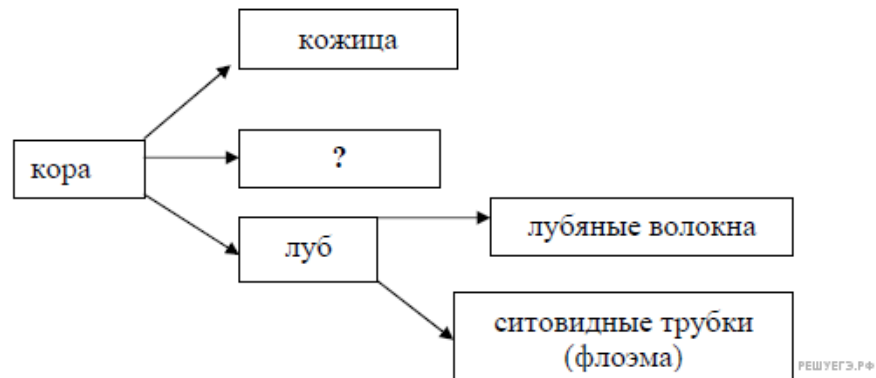 кожица
?
кора
луб
лубяные волокна
ситовидные трубки
(флоэма)
РЕШУЕГЭ.РФ